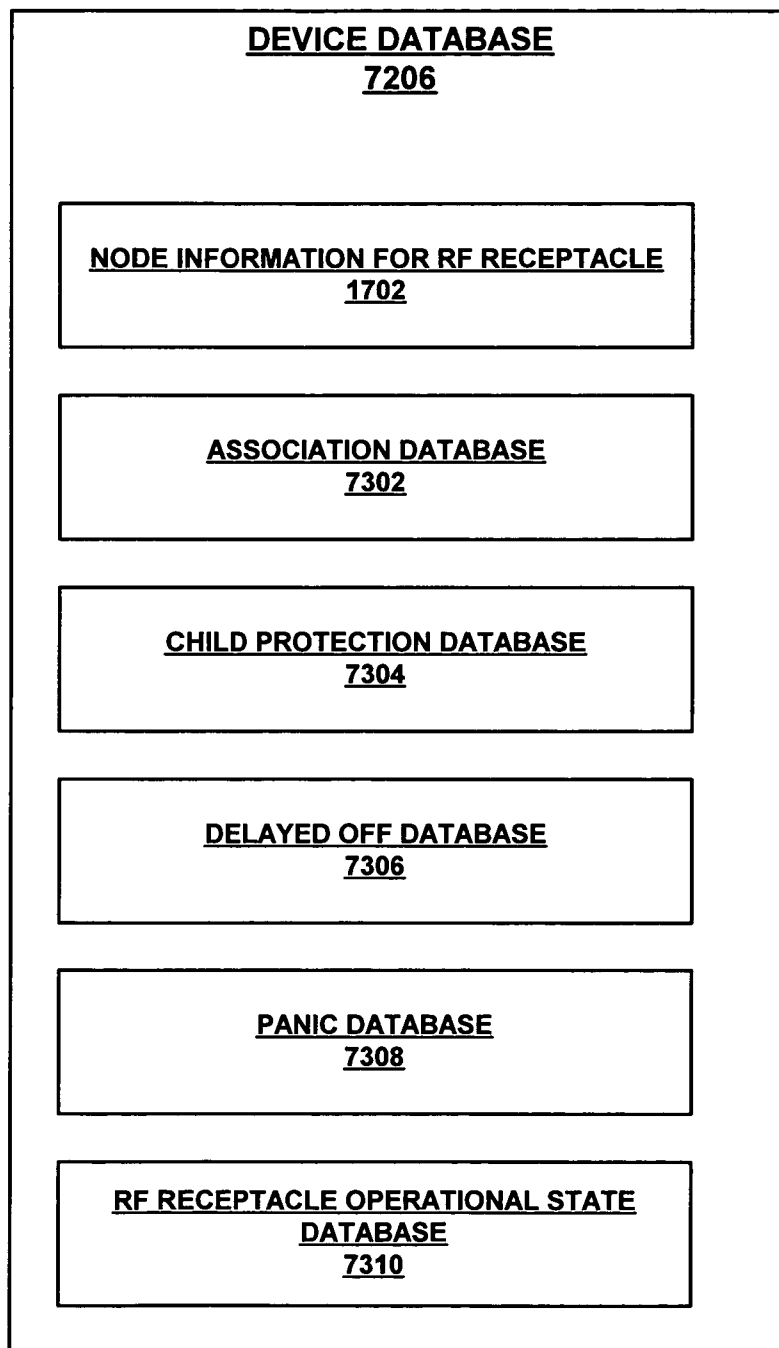 DEVICE DATABASE
7206
NODE INFORMATION FOR RF RECEPTACLE
1702
ASSOCIATION DATABASE
7302
CHILD PROTECTION DATABASE
7304
DELAYED OFF DATABASE
7306
PANIC DATABASE
7308
RF RECEPTACLE OPERATIONAL STATE
DATABASE
7310